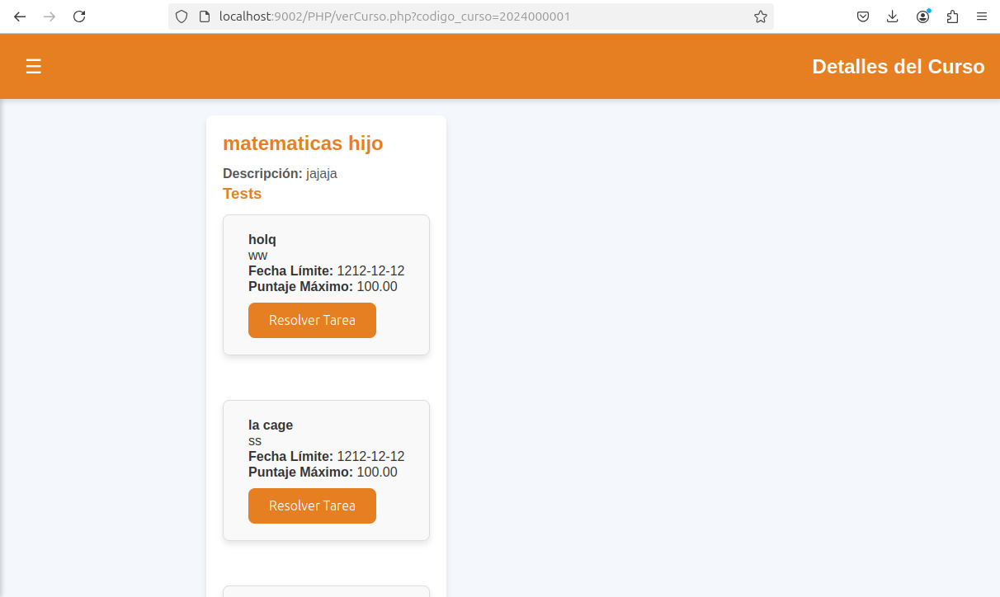 localhost:9002/PHP/verCurso.php?codigo_curso=2024000001
Detalles del Curso
matematicas hijo
Descripción: jajaja
Tests
holq
ww
Fecha Límite: 1212-12-12
Puntaje Máximo: 100.00
Resolver Tarea
la cage
ss
Fecha Límite: 1212-12-12
Puntaje Máximo: 100.00
Resolver Tarea